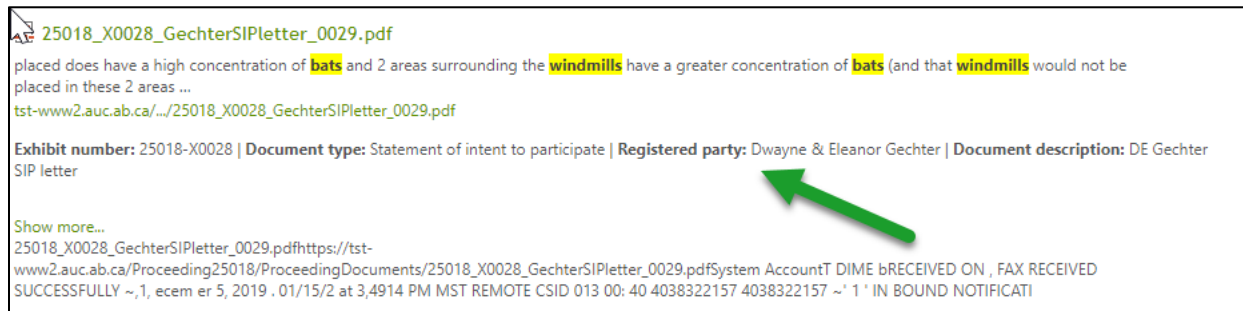 25018_X0028_GechterSIPletter_0029.pdf
placed does have a high concentration of bats and 2 areas surrounding the windmills have a greater concentration of bats (and that windmills would not be
placed in these 2 areas ...
tst-www2.auc.ab.ca/.../25018_X0028_GechterSIPletter_0029.pdf
Exhibit number: 25018-X0028 | Document type: Statement of intent to participate | Registered party: Dwayne & Eleanor Gechter | Document description: DE Gechter
SIP letter
Show more...
25018_X0028_GechterSIPletter_0029.pdfhttps://tst-
www2.auc.ab.ca/Proceeding25018/ProceedingDocuments/25018_X0028_GechterSIPletter_0029.pdfSystem AccountT DIME bRECEIVED ON , FAX RECEIVED
SUCCESSFULLY ~,1, ecem er 5, 2019 . 01/15/2 at 3,4914 PM MST REMOTE CSID 013 00: 40 4038322157 4038322157 ~' 1 ' IN BOUND NOTIFICATI